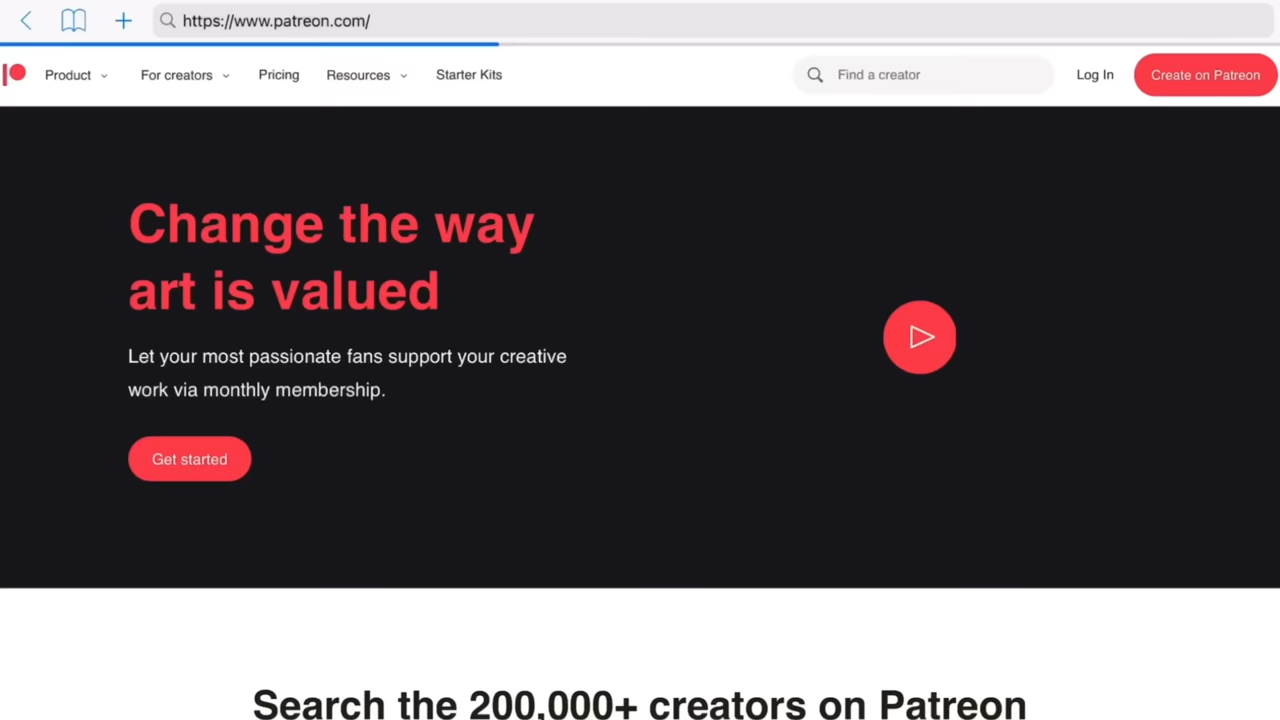 https://www.patreon.com/
Product For creators Pricing Resources Starter Kits Find a creator Log In Create on Patreon
Change the way
art is valued
Let your most passionate fans support your creative
work via monthly membership.
Get started
Search the 200,000+ creators on Patreon